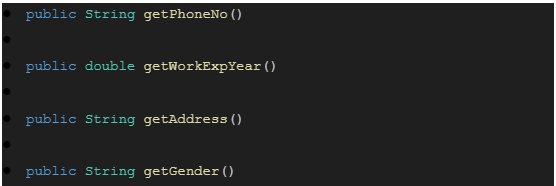 public String getPhoneNo()
public double getWorkExpYear()
public String getAddress()
public String getGender()